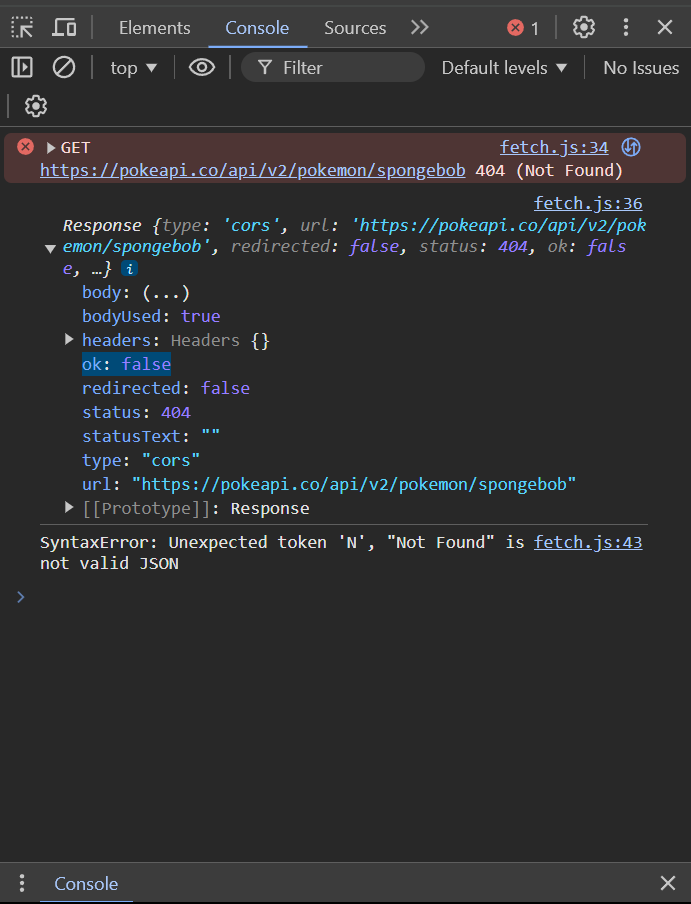 Elements Console Sources 1
top Filter Default levels No Issues
GET fetch.js:34
https://pokeapi.co/api/v2/pokemon/spongebob 404 (Not Found)
fetch.js:36
Response {type: 'cors', url: 'https://pokeapi.co/api/v2/pok
emon/spongebob', redirected: false, status: 404, ok: fals
e, …} i
body: (...)
bodyUsed: true
headers: Headers {}
ok: false
redirected: false
status: 404
statusText: ""
type: "cors"
url: "https://pokeapi.co/api/v2/pokemon/spongebob"
[[Prototype]]: Response
SyntaxError: Unexpected token 'N', "Not Found" is fetch.js:43
not valid JSON
Console